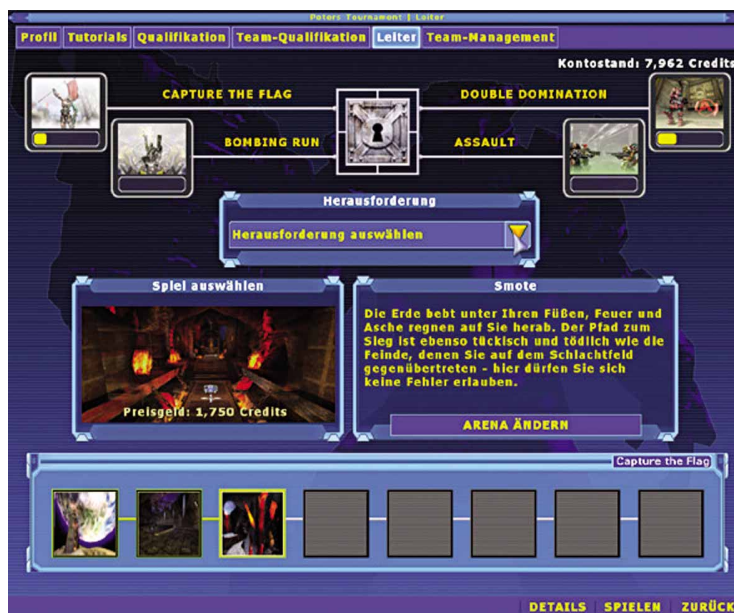 Peters Tournament | Leiter
Profil Tutorials Qualifikation Team-Qualifikation Leiter Team-Management
Kontostand: 7,962 Credits
CAPTURE THE FLAG
DOUBLE DOMINATION
BOMBING RUN
ASSAULT
Herausforderung
Herausforderung auswählen
Spiel auswählen
Preisgeld: 1,750 Credits
Smote
Die Erde bebt unter Ihren Füßen, Feuer und
Asche regnen auf Sie herab. Der Pfad zum
Sieg ist ebenso tückisch und tödlich wie die
Feinde, denen Sie auf dem Schlachtfeld
gegenübertreten - hier dürfen Sie sich
keine Fehler erlauben.
ARENA ÄNDERN
Capture the Flag
DETAILS SPIELEN ZURÜCK